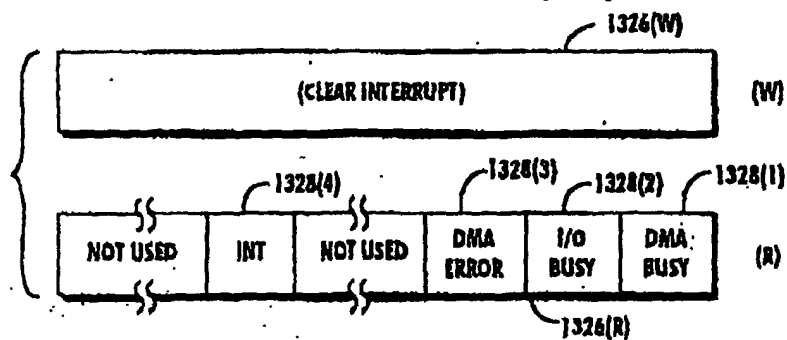 1326(W)
(CLEAR INTERRUPT) (W)
1328(4) 1328(3) 1328(2) 1328(1)
NOT USED INT NOT USED DMA ERROR I/O BUSY DMA BUSY (R)
1326(R)